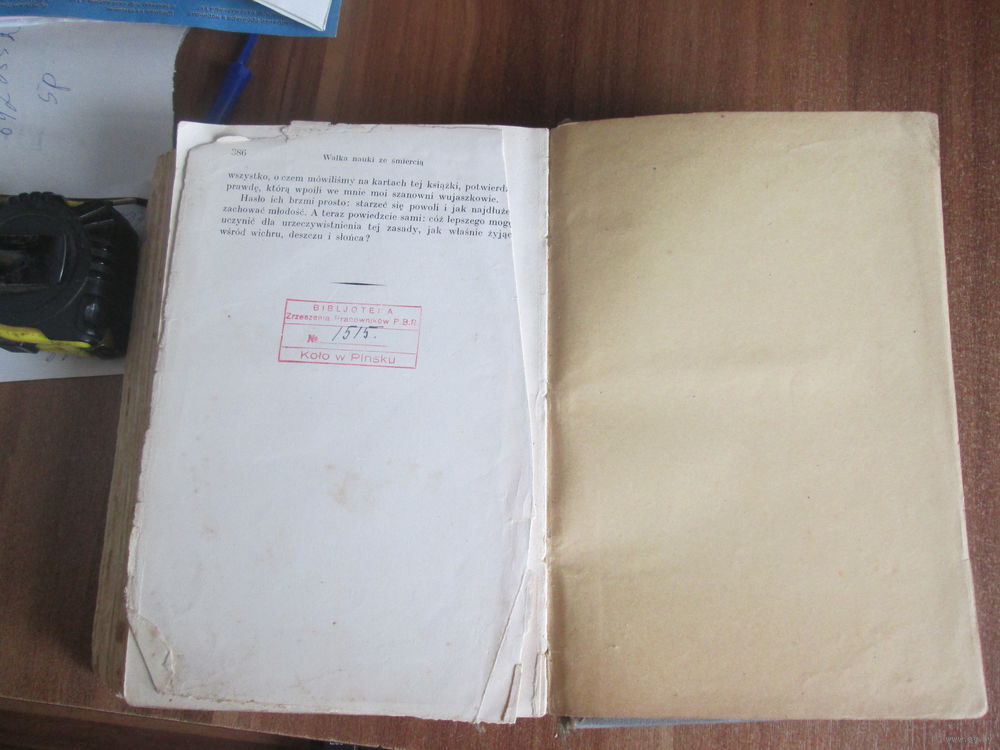 386
Walka nauki ze śmiercią
wszystko, o czem mówiliśmy na kartach tej książki, potwierdz
prawdę, którą wpoili we mnie moi szanowni wujaszkowie.
Hasło ich brzmi prosto: starzeć się powoli i jak najdłuże
zachować młodość. A teraz powiedzcie sami: cóż lepszego mogę
uczynić dla urzeczywistnienia tej zasady, jak właśnie żyjąc
wśród wichru, deszczu i słońca?
BIBLJOTEKA
Zrzeszenia Pracowników P.B.R.
№ 1515.
Koło w Pińsku